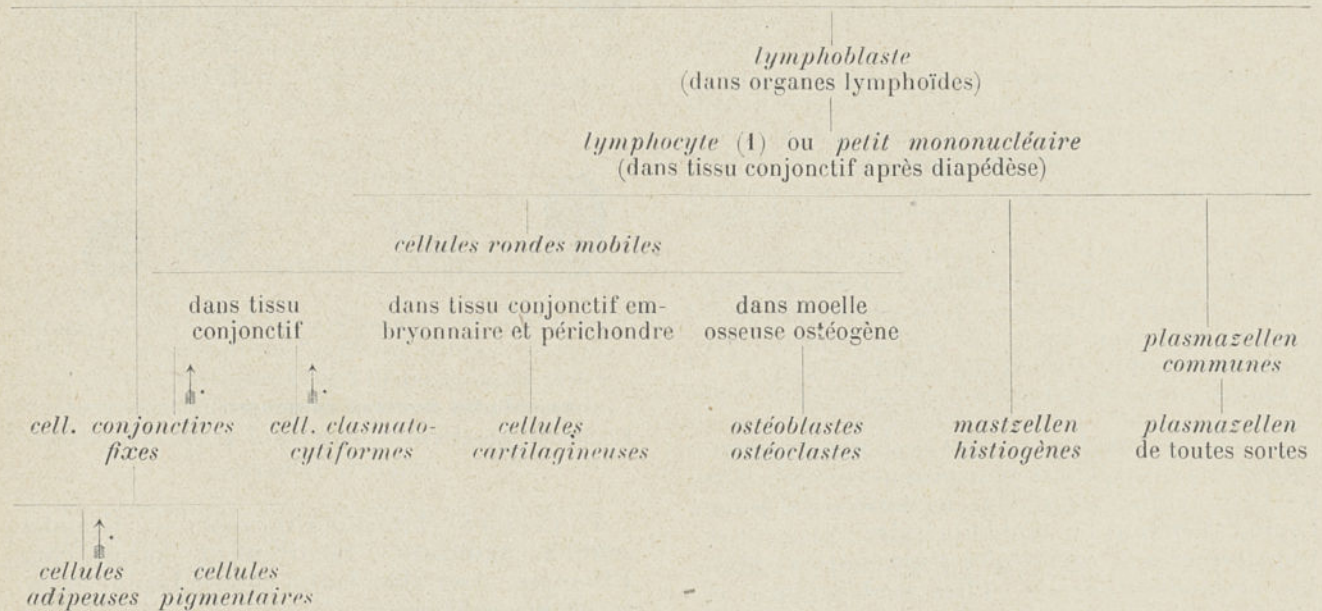 lymphoblaste
(dans organes lymphoïdes)
lymphocyte (1) ou petit mononucléaire
(dans tissu conjonctif après diapédèse)
cellules rondes mobiles
dans tissu
conjonctif
dans tissu conjonctif em-
bryonnaire et périchondre
dans moelle
osseuse ostéogène
plasmazellen
communes
cell. conjonctives
fixes
cell. clasmato-
cytiformes
cellules
cartilagineuses
ostéoblastes
ostéoclastes
mastzellen
histiogènes
plasmazellen
de toutes sortes
cellules
adipeuses
cellules
pigmentaires